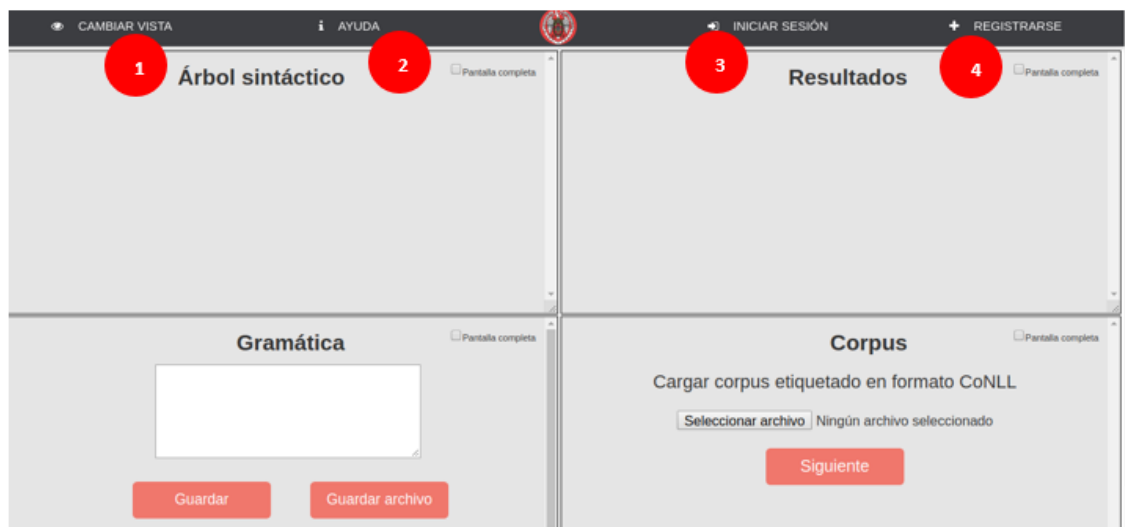 CAMBIAR VISTA
AYUDA
INICIAR SESIÓN
REGISTRARSE
1
2
3
4
Árbol sintáctico
Pantalla completa
Resultados
Pantalla completa
Gramática
Pantalla completa
Guardar
Guardar archivo
Corpus
Pantalla completa
Cargar corpus etiquetado en formato CoNLL
Seleccionar archivo Ningún archivo seleccionado
Siguiente